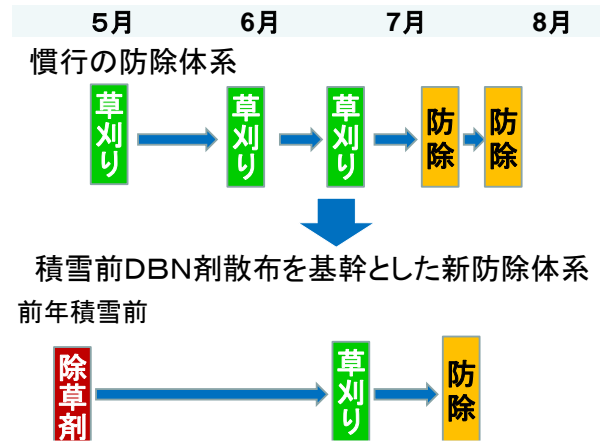 ５月 6月 7月 8月
慣行の防除体系
草刈り 草刈り 草刈り 防除 防除
積雪前ＤＢＮ剤散布を基幹とした新防除体系
前年積雪前
除草剤 草刈り 防除